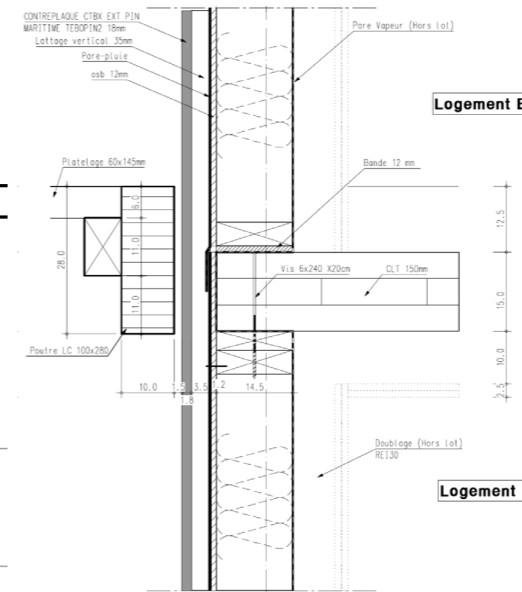 CONTREPLAQUE CTBX EXT PIN
MARITIME TEBOPIN2 18mm
Lattage vertical 35mm
Pare-pluie
osb 12mm
Pare Vapeur (Hors lot)
Logement E
Platelage 60x145mm
Bande 12 mm
6.0
12.5
28.0
11.0
Vis 6x240 X20cm
CLT 150mm
15.0
11.0
Poutre LC 100x280
10.0
10.0
1.5
3.5
1.2
14.5
1.8
2.5
Doublage (Hors lot)
REI30
Logement